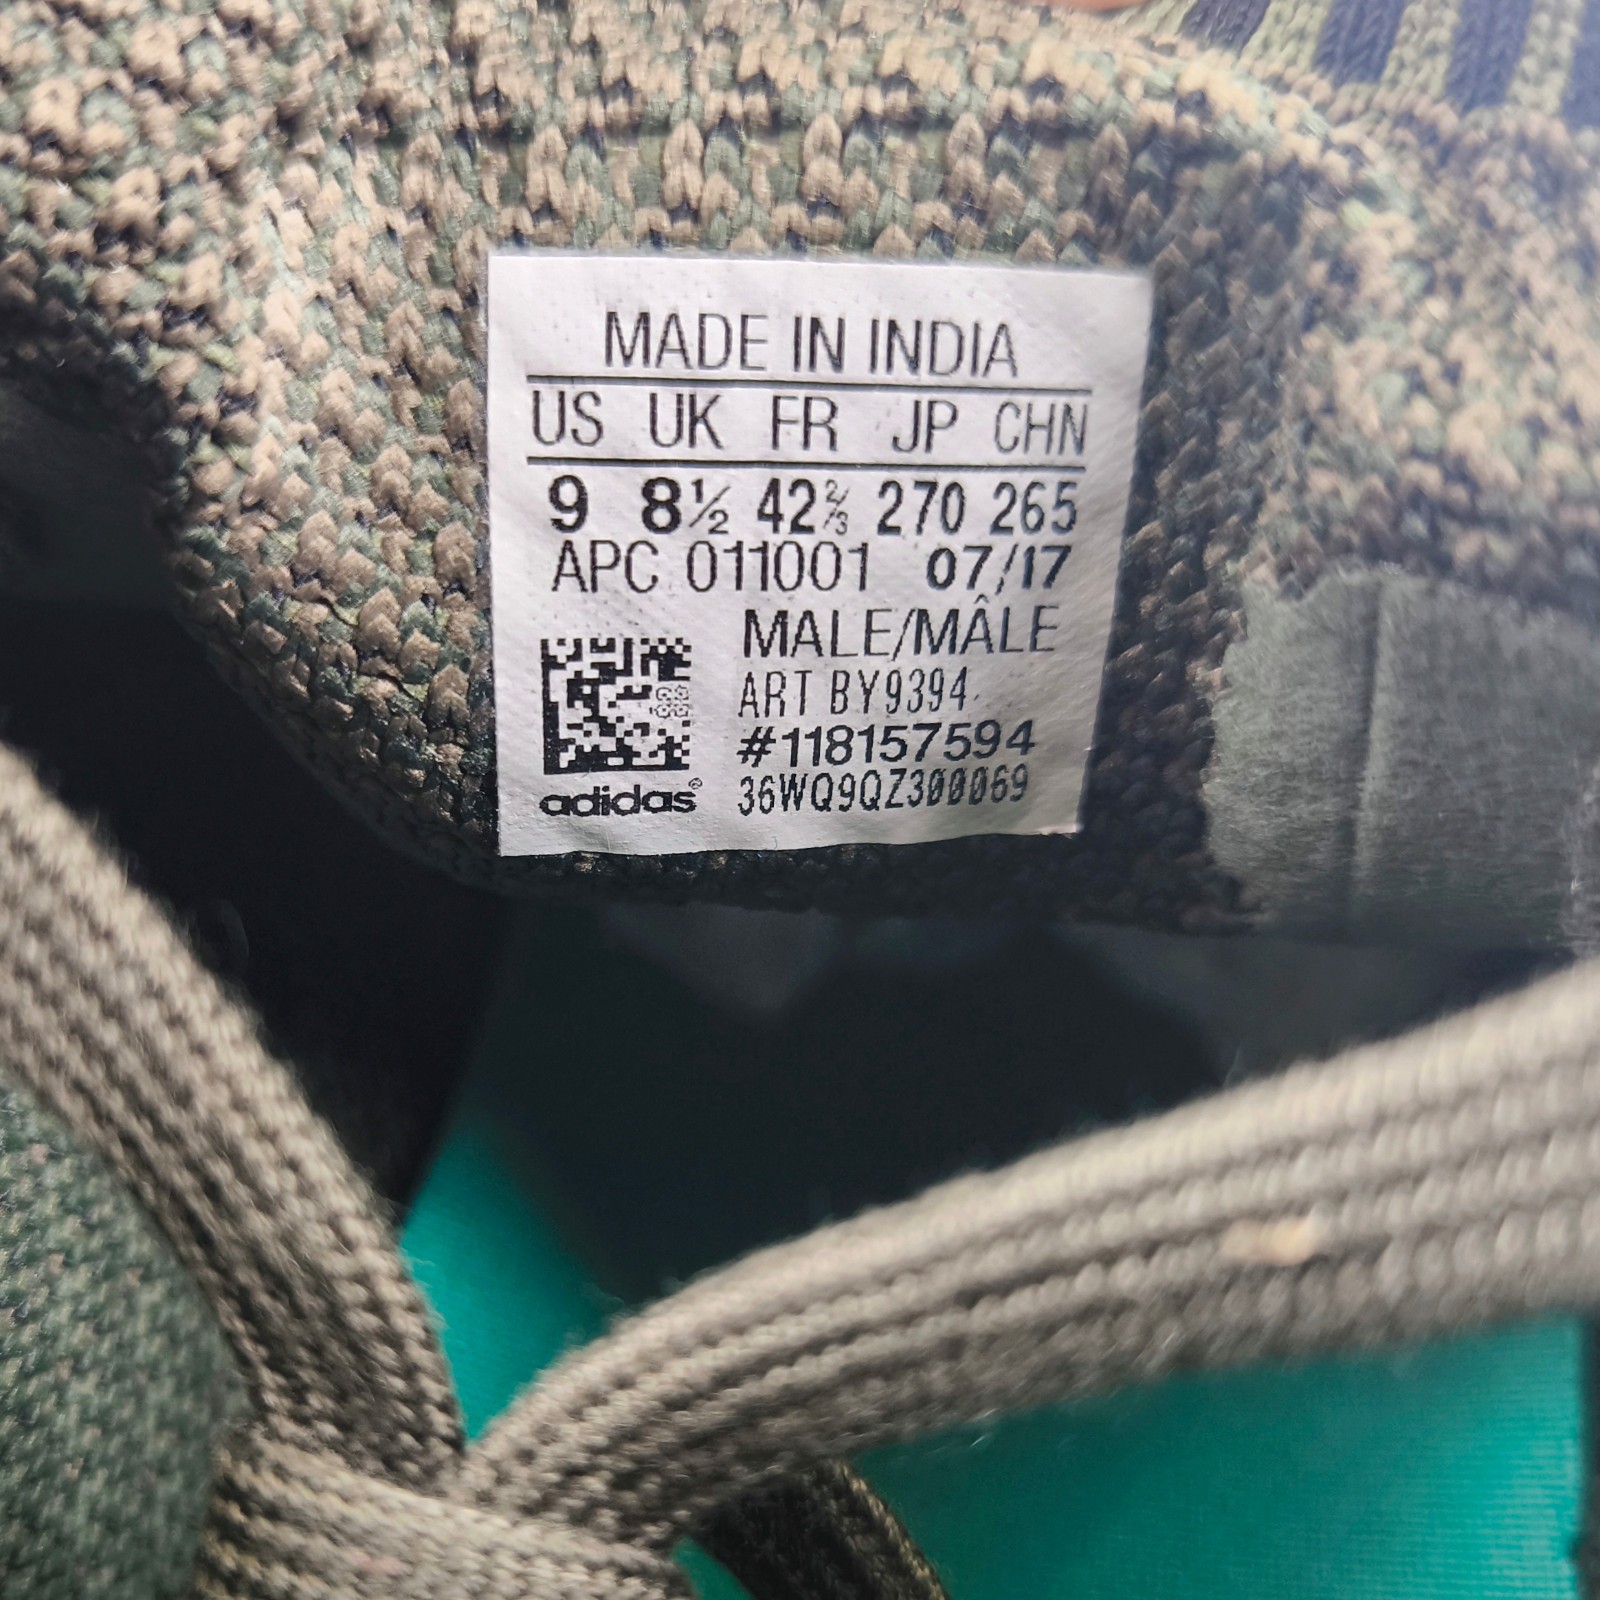 MADE IN INDIA
US UK FR JP CHN
9 8½ 42⅔ 270 265
APC 011001 07/17
MALE/MÂLE
ART BY9394
#118157594
adidas® 36WQ9QZ300069